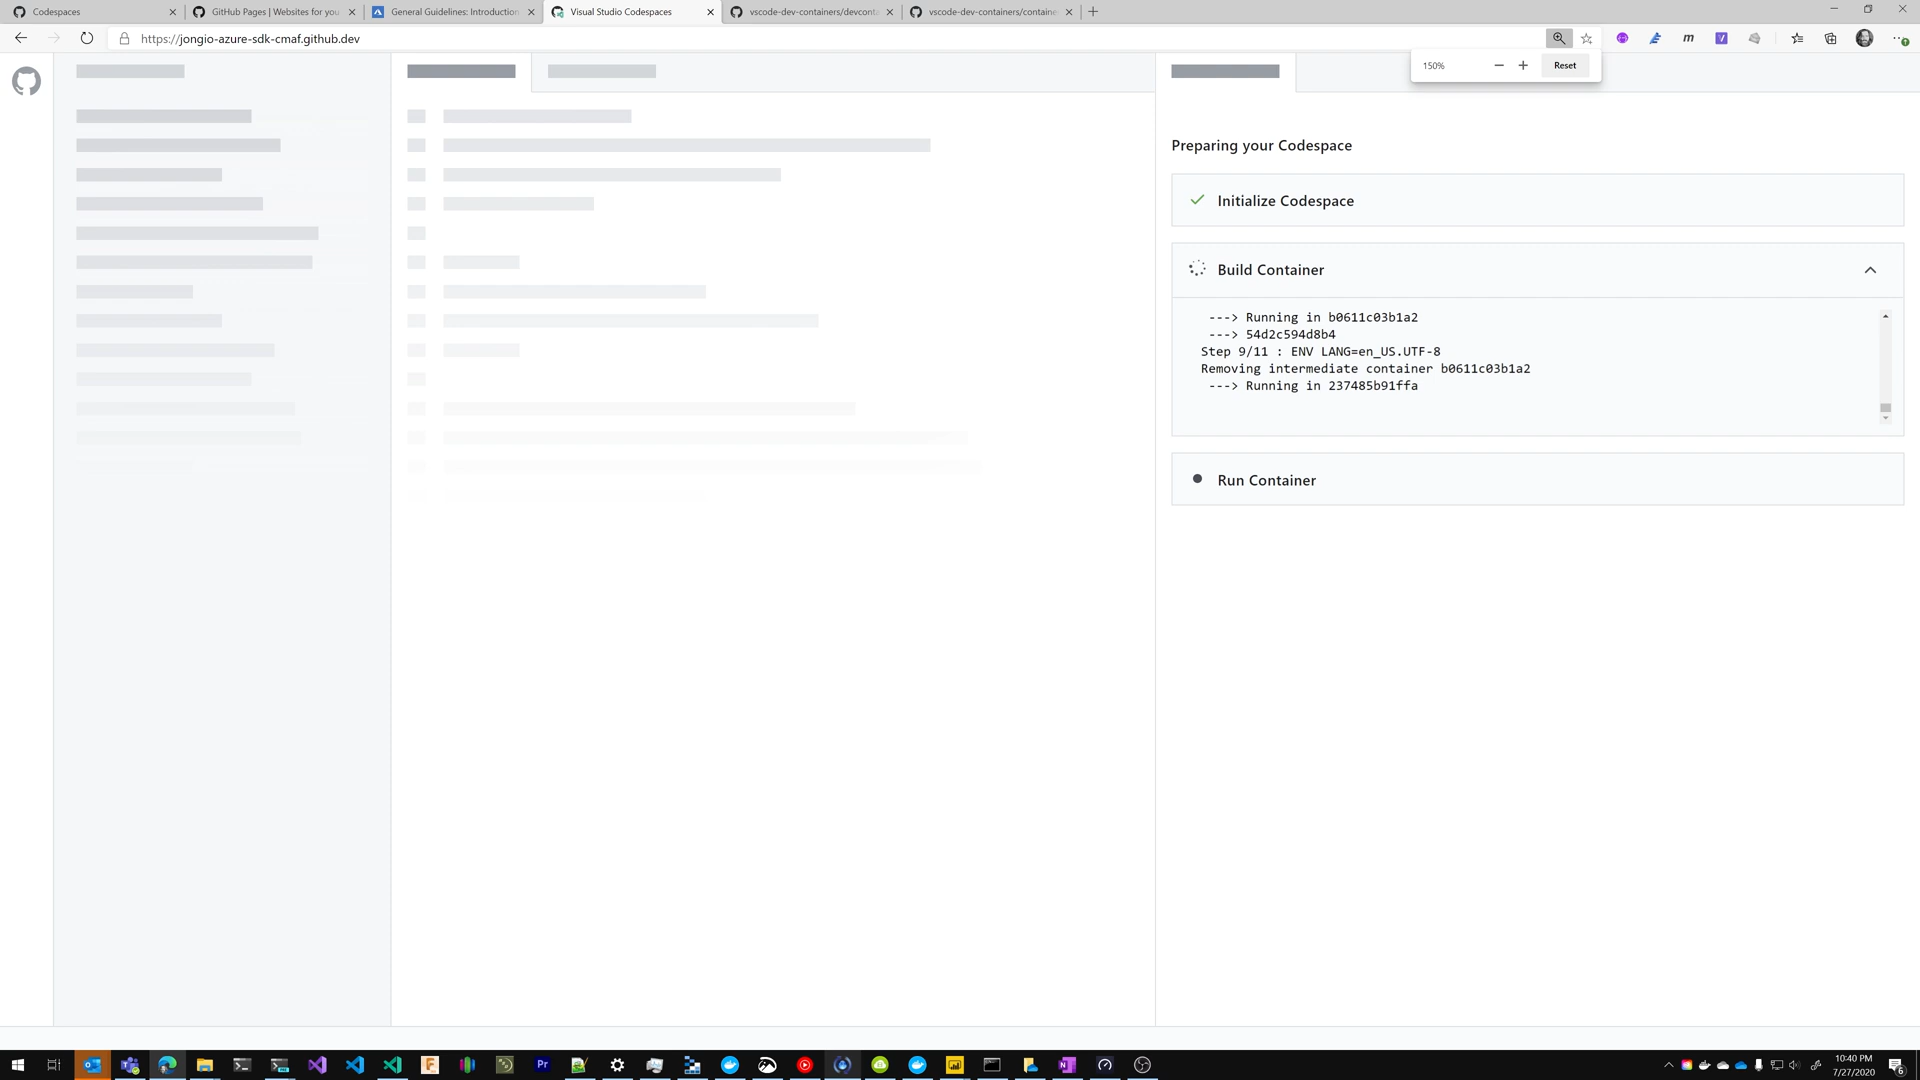 Codespaces
GitHub Pages | Websites for you
General Guidelines: Introduction
Visual Studio Codespaces
vscode-dev-containers/devconta
vscode-dev-containers/containe
https://jongio-azure-sdk-cmaf.github.dev
150%
Reset
Preparing your Codespace
Initialize Codespace
Build Container
---> Running in b0611c03b1a2
---> 54d2c594d8b4
Step 9/11 : ENV LANG=en_US.UTF-8
Removing intermediate container b0611c03b1a2
---> Running in 237485b91ffa
Run Container
10:40 PM
7/27/2020